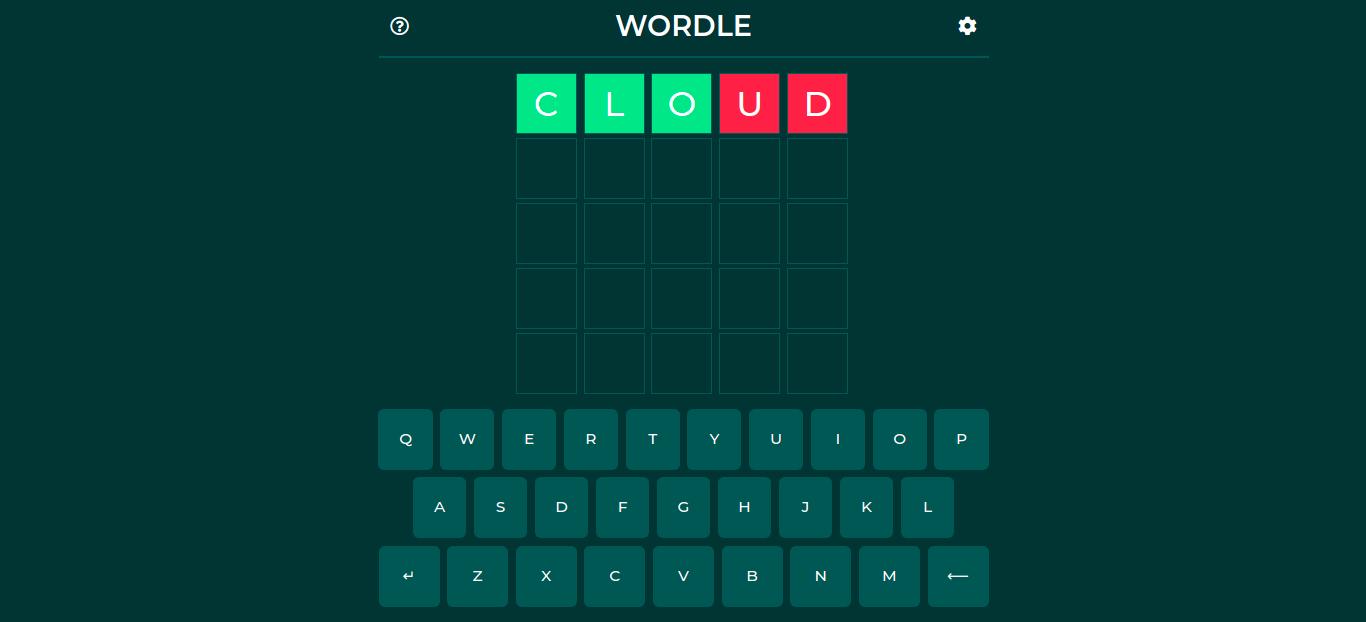 WORDLE
C L O U D
Q W E R T Y U I O P
A S D F G H J K L
↵ Z X C V B N M ⟵